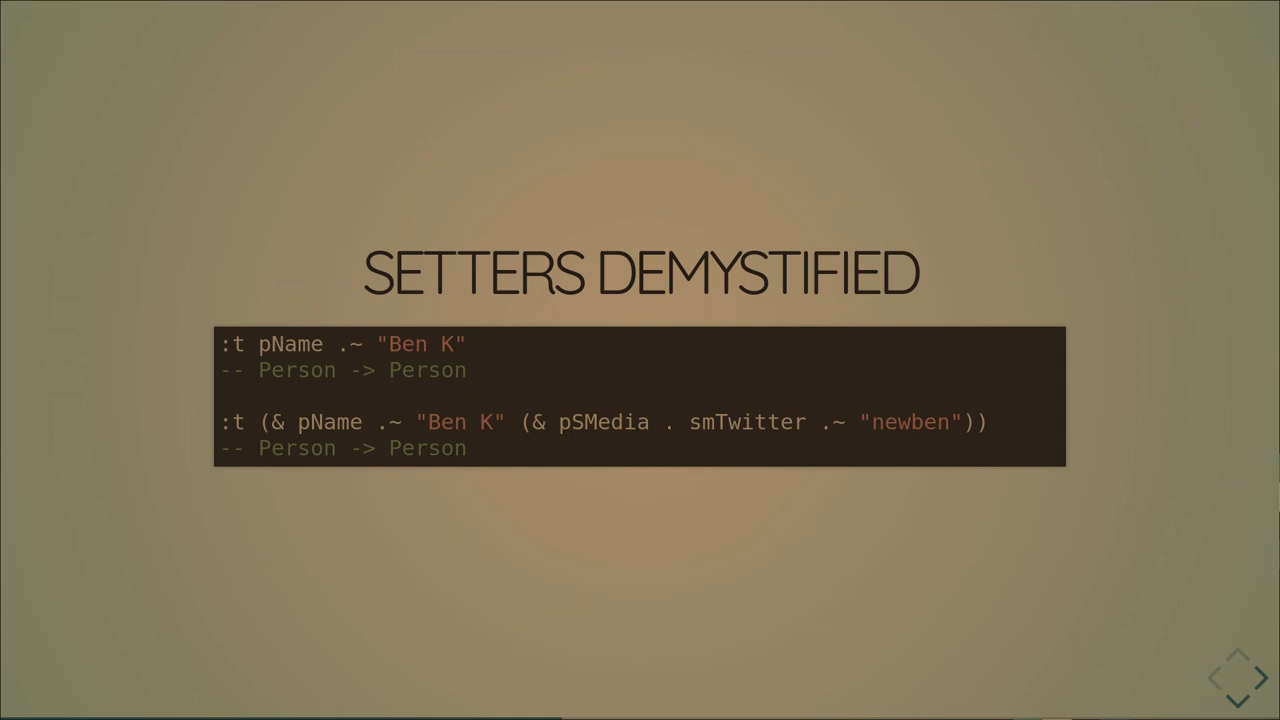 SETTERS DEMYSTIFIED
:t pName .~ "Ben K"
-- Person -> Person
:t (& pName .~ "Ben K" (& pSMedia . smTwitter .~ "newben"))
-- Person -> Person